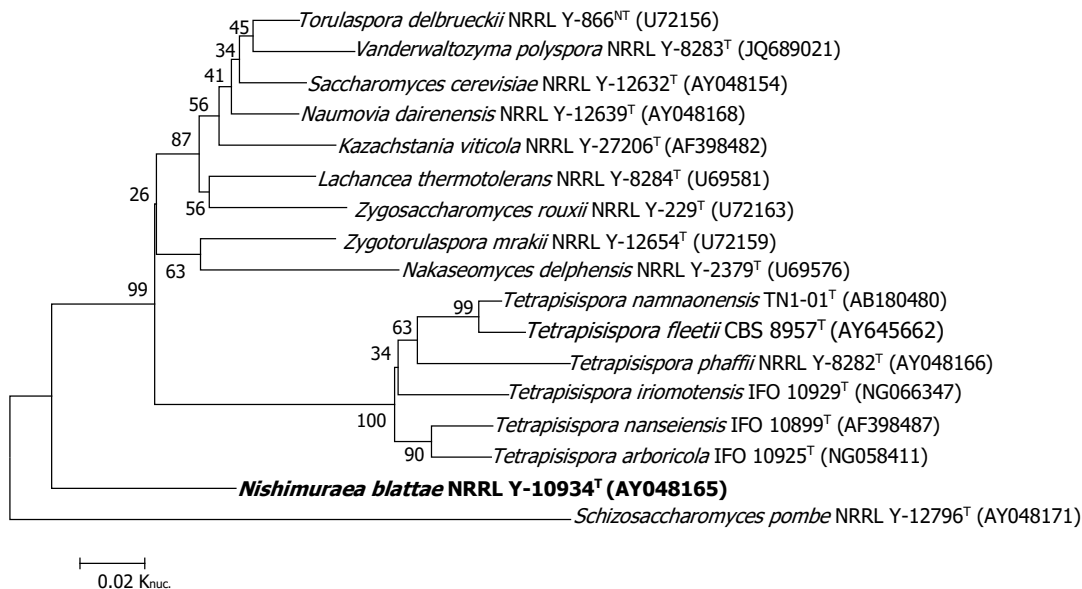 45
Torulaspora delbrueckii NRRL Y-866ᴺᵀ (U72156)
34
Vanderwaltozyma polyspora NRRL Y-8283ᵀ (JQ689021)
41
Saccharomyces cerevisiae NRRL Y-12632ᵀ (AY048154)
56
Naumovia dairenensis NRRL Y-12639ᵀ (AY048168)
87
Kazachstania viticola NRRL Y-27206ᵀ (AF398482)
26
Lachancea thermotolerans NRRL Y-8284ᵀ (U69581)
56
Zygosaccharomyces rouxii NRRL Y-229ᵀ (U72163)
Zygotorulaspora mrakii NRRL Y-12654ᵀ (U72159)
63
Nakaseomyces delphensis NRRL Y-2379ᵀ (U69576)
99
Tetrapisispora namnaonensis TN1-01ᵀ (AB180480)
99
63
Tetrapisispora fleetii CBS 8957ᵀ (AY645662)
34
Tetrapisispora phaffii NRRL Y-8282ᵀ (AY048166)
Tetrapisispora iriomotensis IFO 10929ᵀ (NG066347)
100
Tetrapisispora nanseiensis IFO 10899ᵀ (AF398487)
90
Tetrapisispora arboricola IFO 10925ᵀ (NG058411)
Nishimuraea blattae NRRL Y-10934ᵀ (AY048165)
Schizosaccharomyces pombe NRRL Y-12796ᵀ (AY048171)
0.02 Knuc.